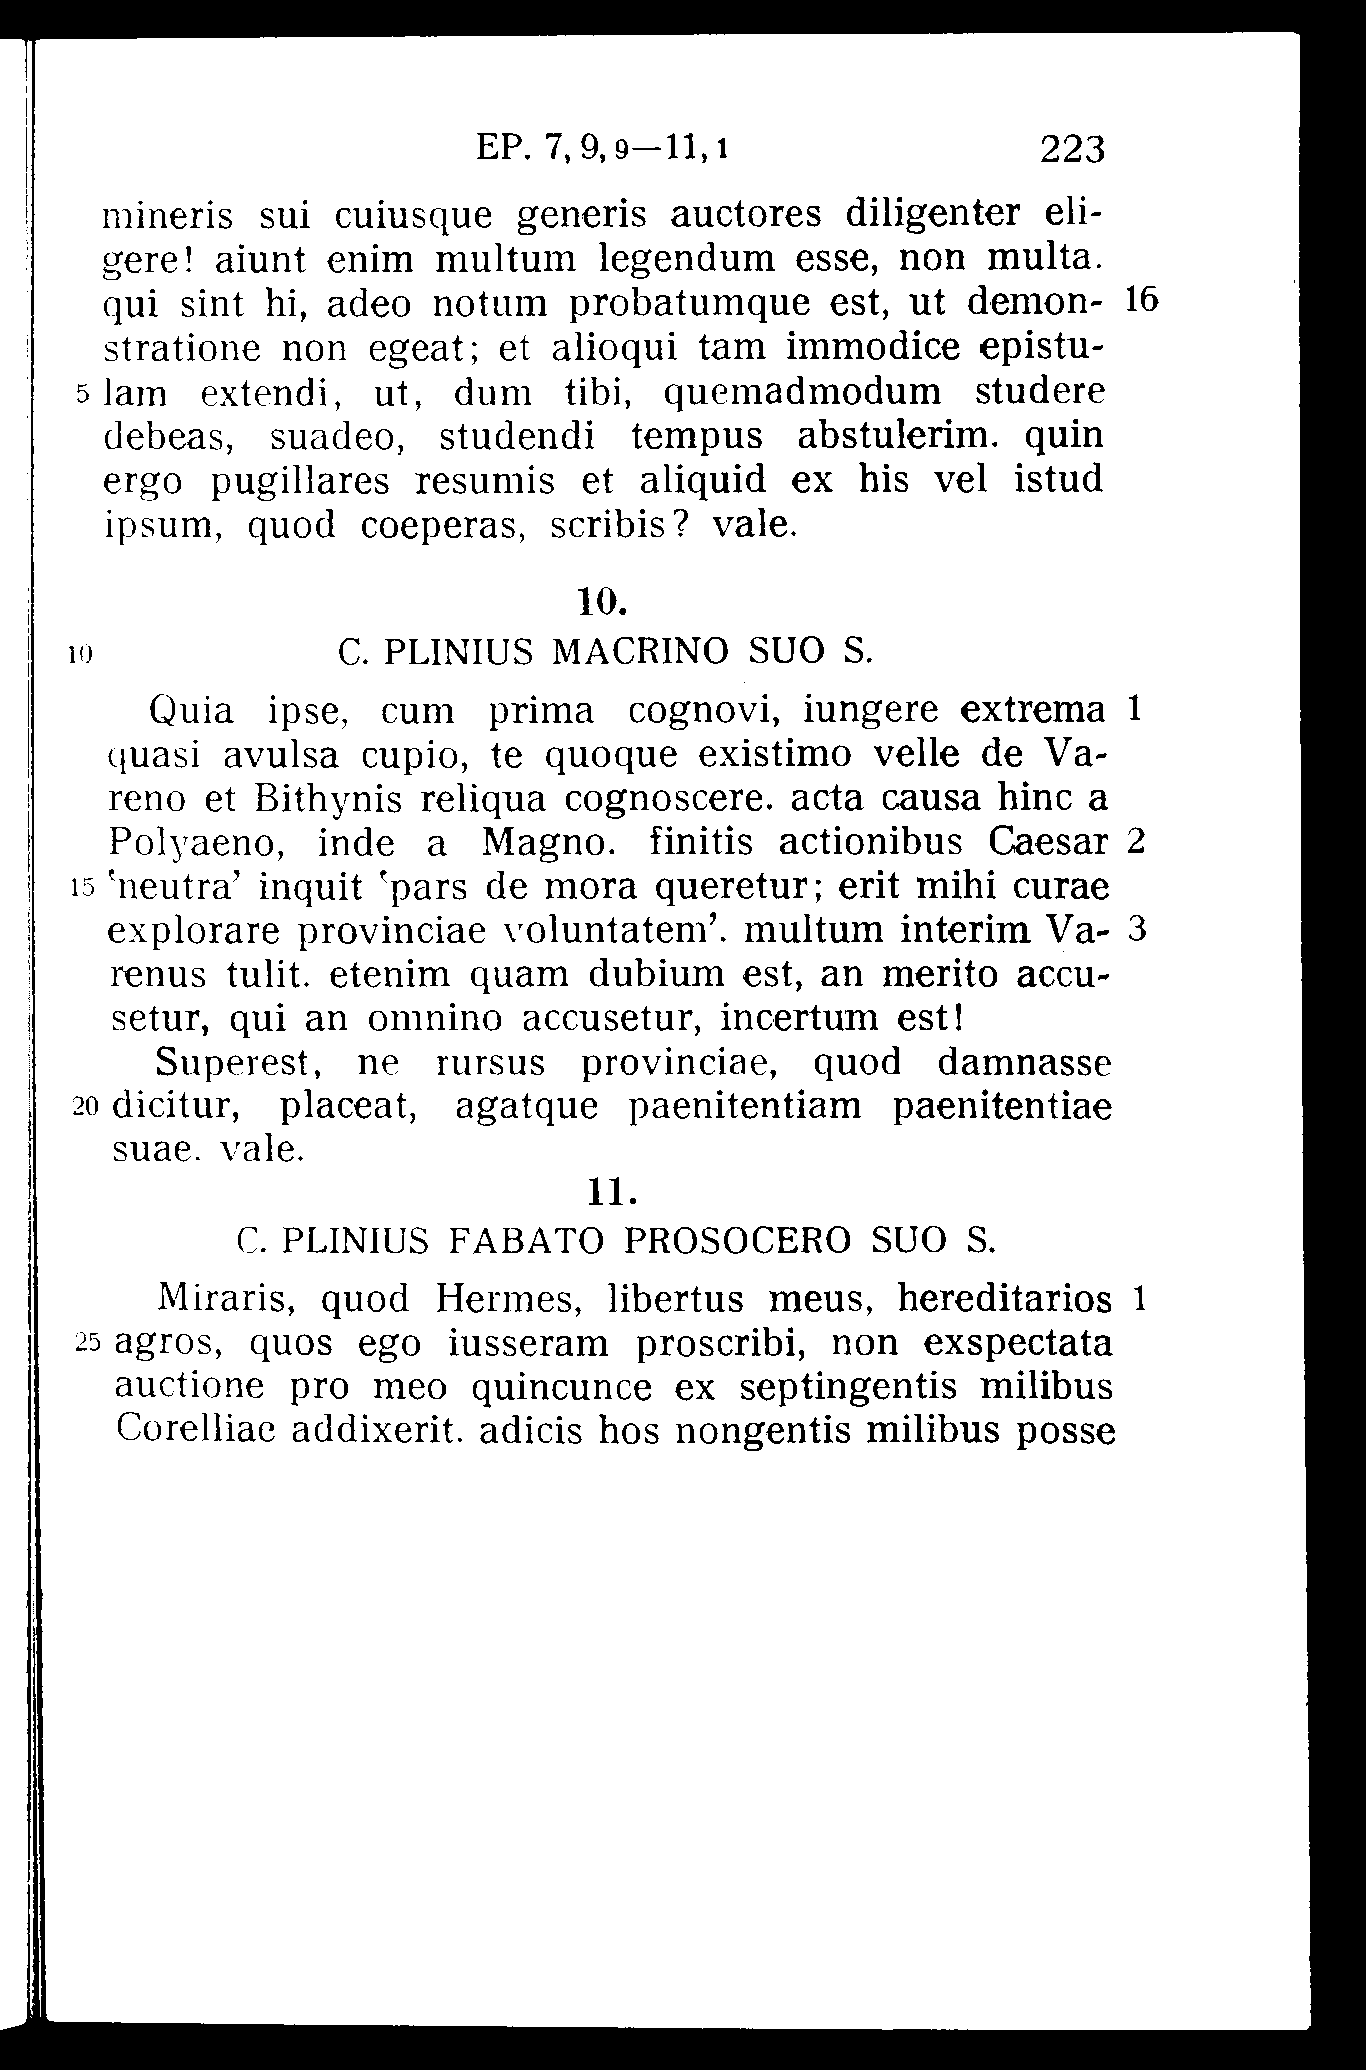 EP. 7, 9, 9—11, 1 223
mineris sui cuiusque generis auctores diligenter eli-
gere! aiunt enim multum legendum esse, non multa.
qui sint hi, adeo notum probatumque est, ut demon- 16
stratione non egeat; et alioqui tam immodice epistu-
5 lam extendi, ut, dum tibi, quemadmodum studere
debeas, suadeo, studendi tempus abstulerim. quin
ergo pugillares resumis et aliquid ex his vel istud
ipsum, quod coeperas, scribis? vale.
10.
10 C. PLINIUS MACRINO SUO S.
Quia ipse, cum prima cognovi, iungere extrema 1
quasi avulsa cupio, te quoque existimo velle de Va-
reno et Bithynis reliqua cognoscere. acta causa hinc a
Polyaeno, inde a Magno. finitis actionibus Caesar 2
15 ‛neutra’ inquit ‛pars de mora queretur; erit mihi curae
explorare provinciae voluntatem’. multum interim Va- 3
renus tulit. etenim quam dubium est, an merito accu-
setur, qui an omnino accusetur, incertum est!
Superest, ne rursus provinciae, quod damnasse
20 dicitur, placeat, agatque paenitentiam paenitentiae
suae. vale.
11.
C. PLINIUS FABATO PROSOCERO SUO S.
Miraris, quod Hermes, libertus meus, hereditarios 1
25 agros, quos ego iusseram proscribi, non exspectata
auctione pro meo quincunce ex septingentis milibus
Corelliae addixerit. adicis hos nongentis milibus posse